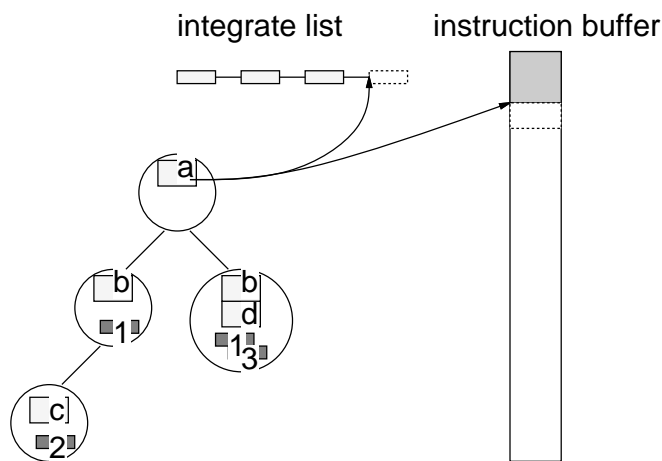 integrate list
instruction buffer
a
b
1
b
d
1
3
c
2